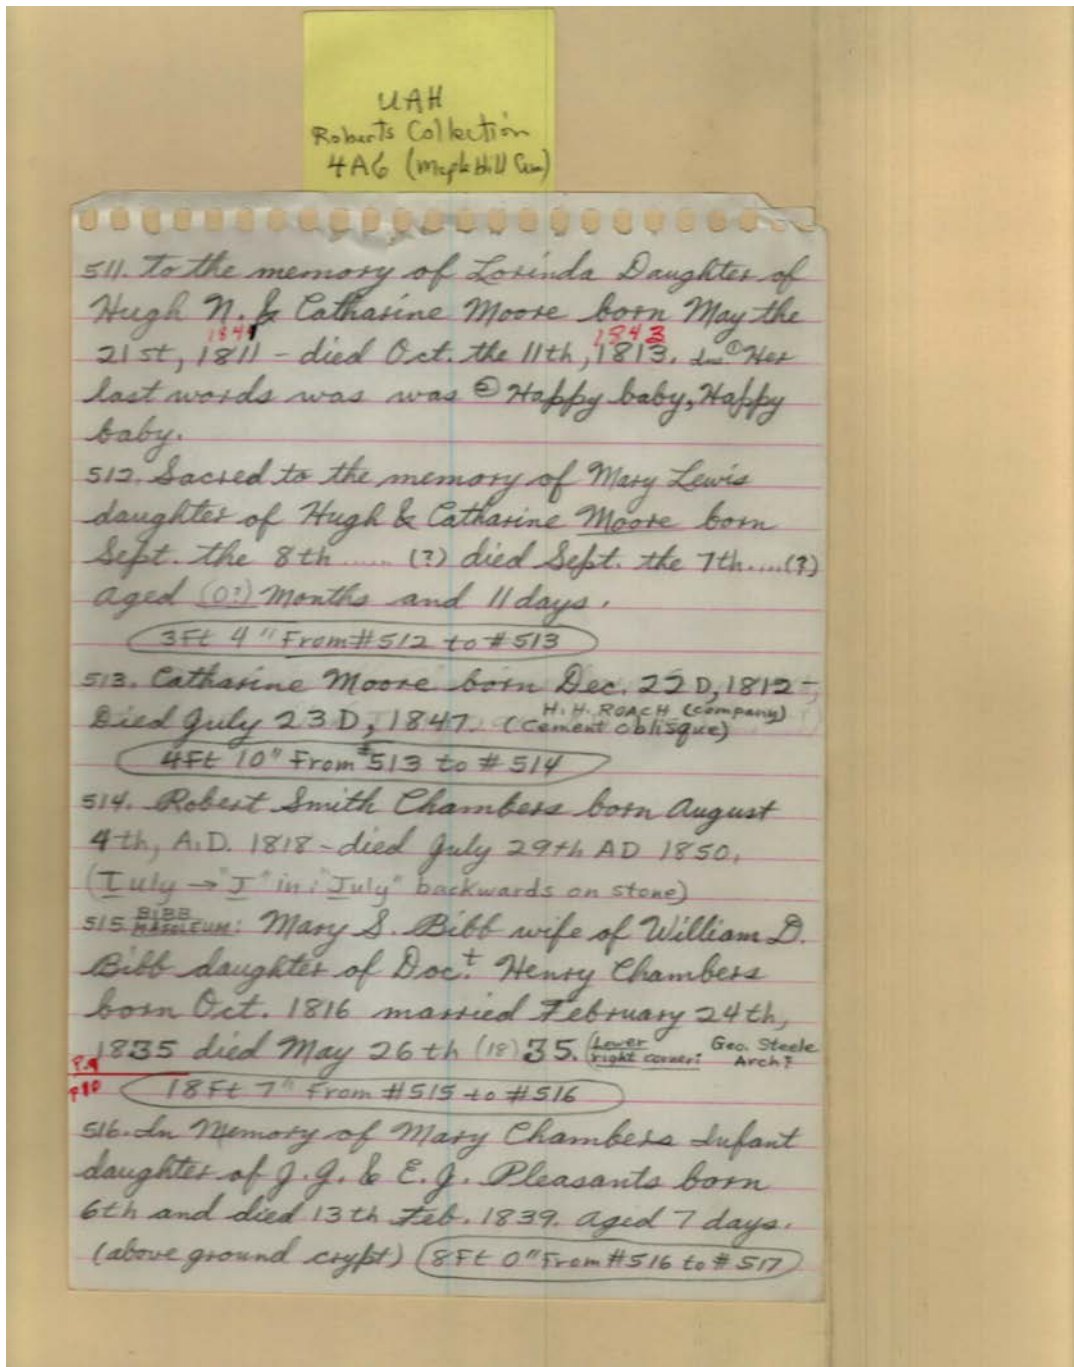 UAH
Roberts Collection
4A6 (Maple Hill Cem)
511. To the memory of Lorinda Daughter of
Hugh N. & Catharine Moore born May the
1841 1843
21st, 1811 - died Oct. the 11th, 1813. ① Her
last words was was ② Happy baby, Happy
baby.
512. Sacred to the memory of Mary Lewis
daughter of Hugh & Catharine Moore born
Sept. the 8th ..... (?) died Sept. the 7th ....(?)
aged (0?) Months and 11 days.
3Ft 4" From #512 to #513
513. Catharine Moore born Dec. 22D, 1812 -
H. H. ROACH (company)
Died July 23D, 1847. (cement oblisque)
4Ft 10" From #513 to #514
514. Robert Smith Chambers born August
4th, A.D. 1818 - died July 29th AD 1850.
(July → "J" in "July" backwards on stone)
BIBB
515 MASOLEUM: Mary S. Bibb wife of William D.
Bibb daughter of Doct. Henry Chambers
born Oct. 1816 married February 24th,
1835 died May 26th (18)35. (Lower right corner: Geo. Steele Arch?
P.9
P10
18Ft 7" From #515 to #516
516. In Memory of Mary Chambers Infant
daughter of J. J. & E. J. Pleasants born
6th and died 13th Feb. 1839. aged 7 days.
(above ground crypt) 8Ft 0" From #516 to #517